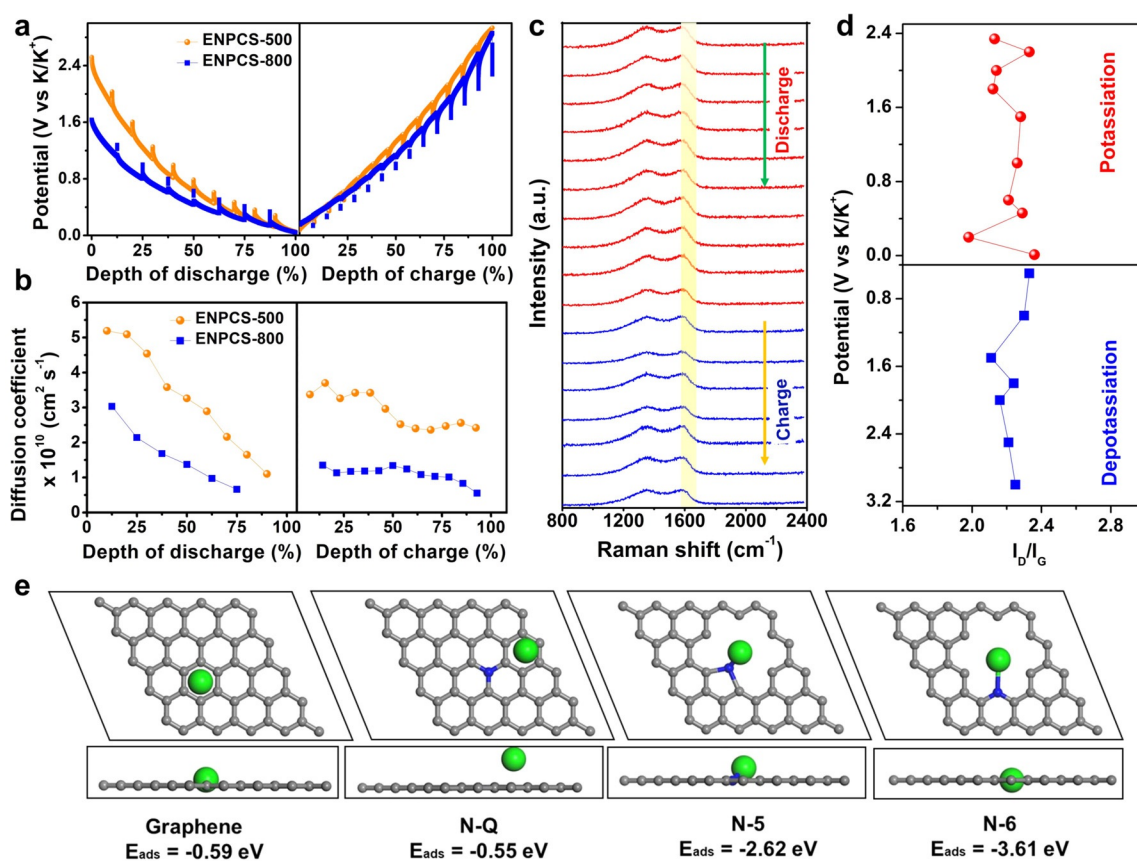 a
ENPCS-500
ENPCS-800
Potential (V vs K/K⁺)
2.4
1.6
0.8
0.0
0 25 50 75 100 25 50 75 100
Depth of discharge (%) Depth of charge (%)
b
ENPCS-500
ENPCS-800
Diffusion coefficient
x 10¹⁰ (cm² s⁻¹)
6
5
4
3
2
1
0
0 25 50 75 100 25 50 75 100
Depth of discharge (%) Depth of charge (%)
c
Discharge
Charge
Intensity (a.u.)
800 1200 1600 2000 2400
Raman shift (cm⁻¹)
d
Potassiation
Depotassiation
Potential (V vs K/K⁺)
2.4
1.6
0.8
0.0
0.8
1.6
2.4
3.2
1.6 2.0 2.4 2.8
I_D/I_G
e
Graphene N-Q N-5 N-6
E_ads = -0.59 eV E_ads = -0.55 eV E_ads = -2.62 eV E_ads = -3.61 eV